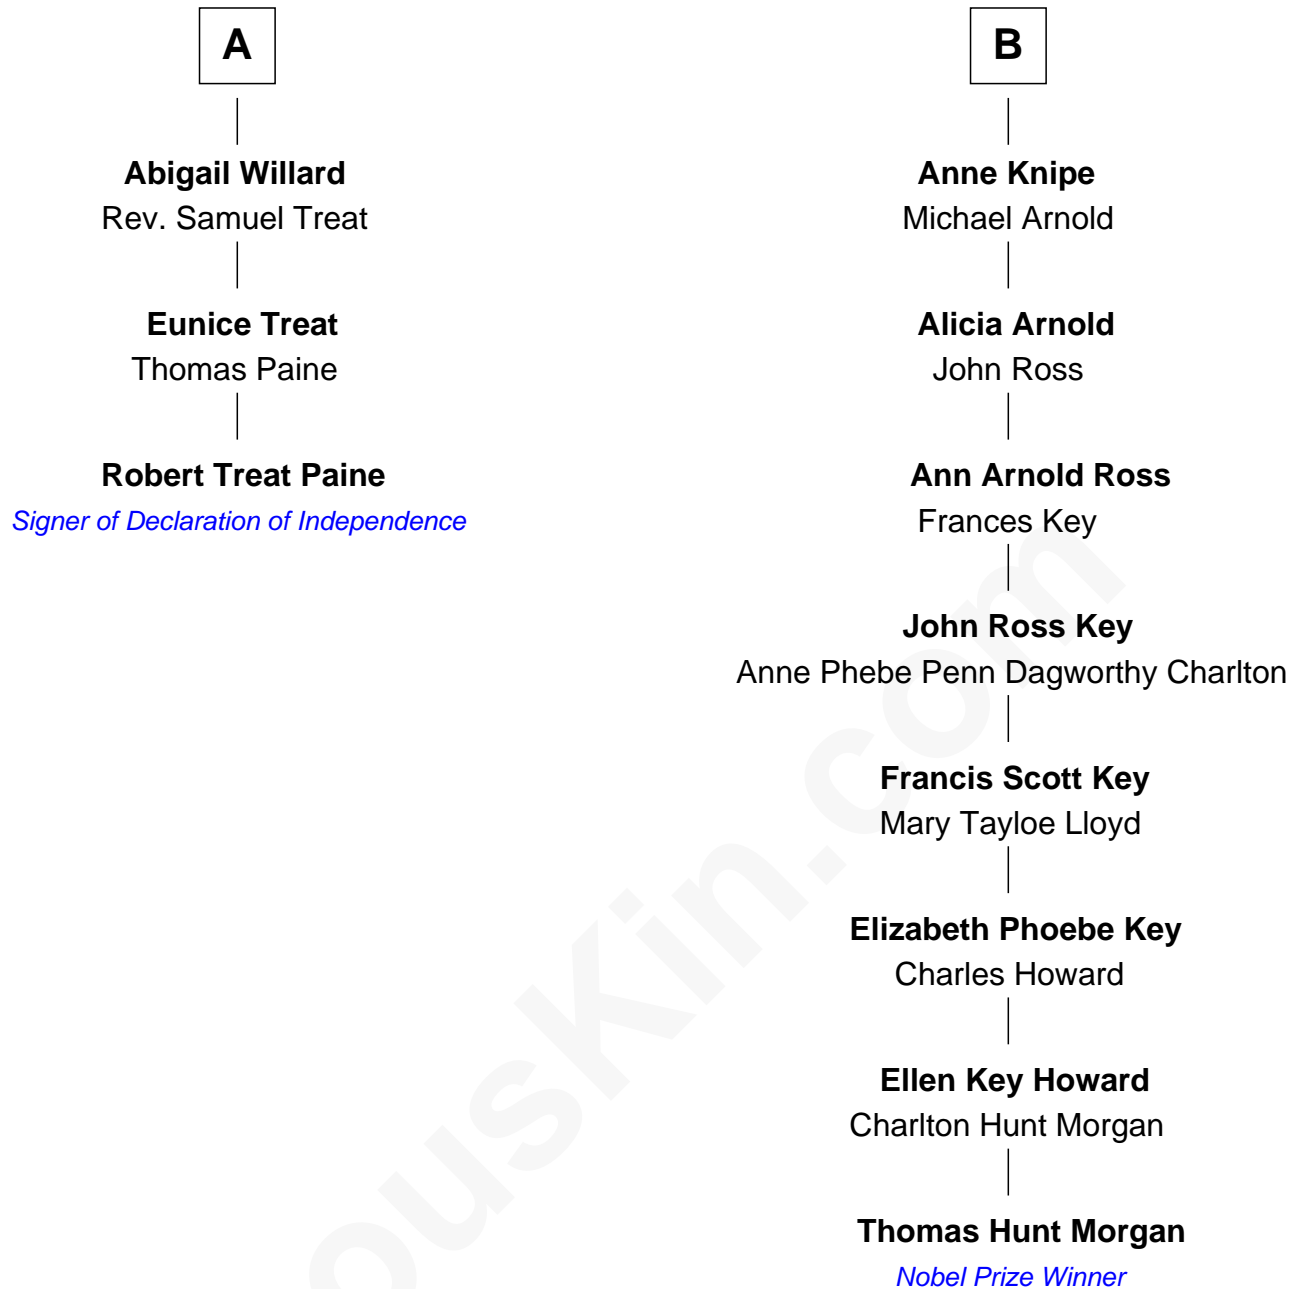 A
Abigail Willard
Rev. Samuel Treat
Eunice Treat
Thomas Paine
Robert Treat Paine
Signer of Declaration of Independence
B
Anne Knipe
Michael Arnold
Alicia Arnold
John Ross
Ann Arnold Ross
Frances Key
John Ross Key
Anne Phebe Penn Dagworthy Charlton
Francis Scott Key
Mary Tayloe Lloyd
Elizabeth Phoebe Key
Charles Howard
Ellen Key Howard
Charlton Hunt Morgan
Thomas Hunt Morgan
Nobel Prize Winner
ousKin.com